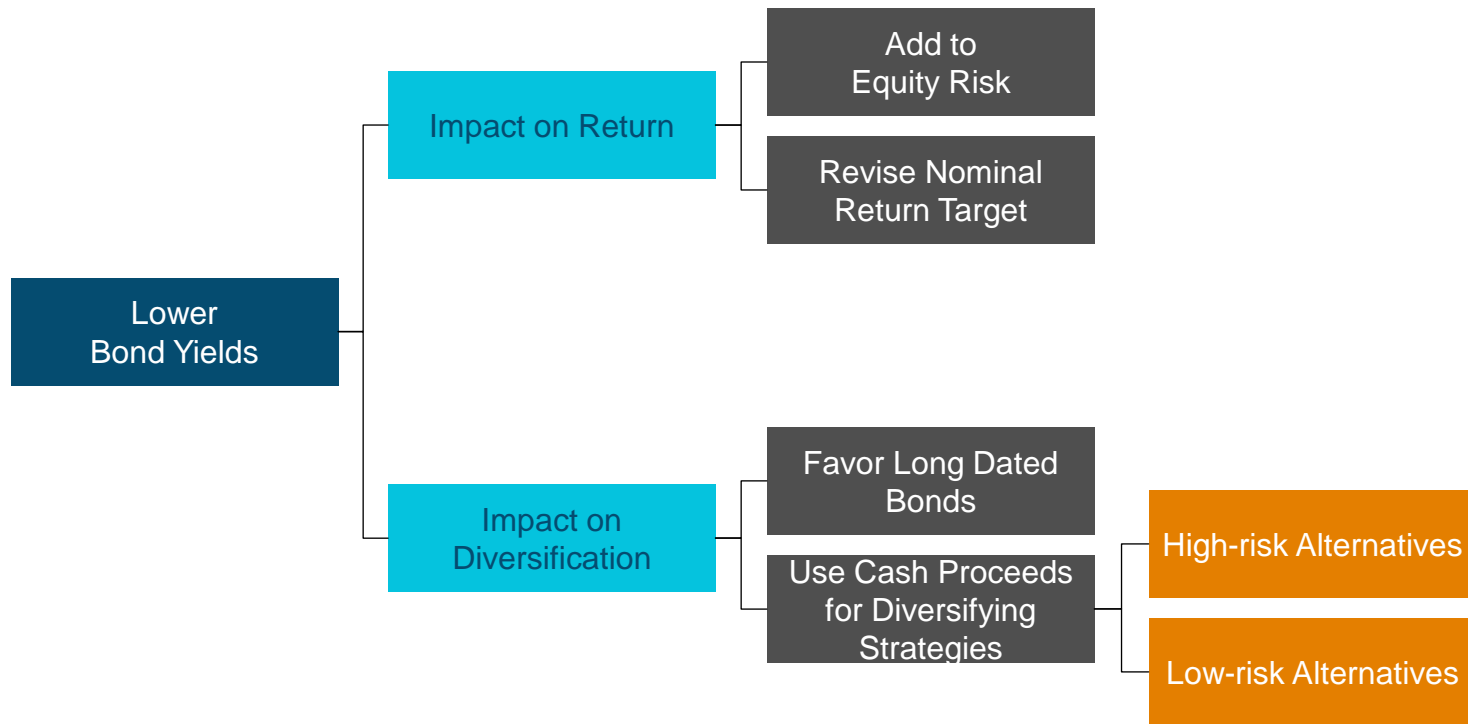 Lower
Bond Yields
Impact on Return
Add to
Equity Risk
Revise Nominal
Return Target
Impact on
Diversification
Favor Long Dated
Bonds
Use Cash Proceeds
for Diversifying
Strategies
High-risk Alternatives
Low-risk Alternatives